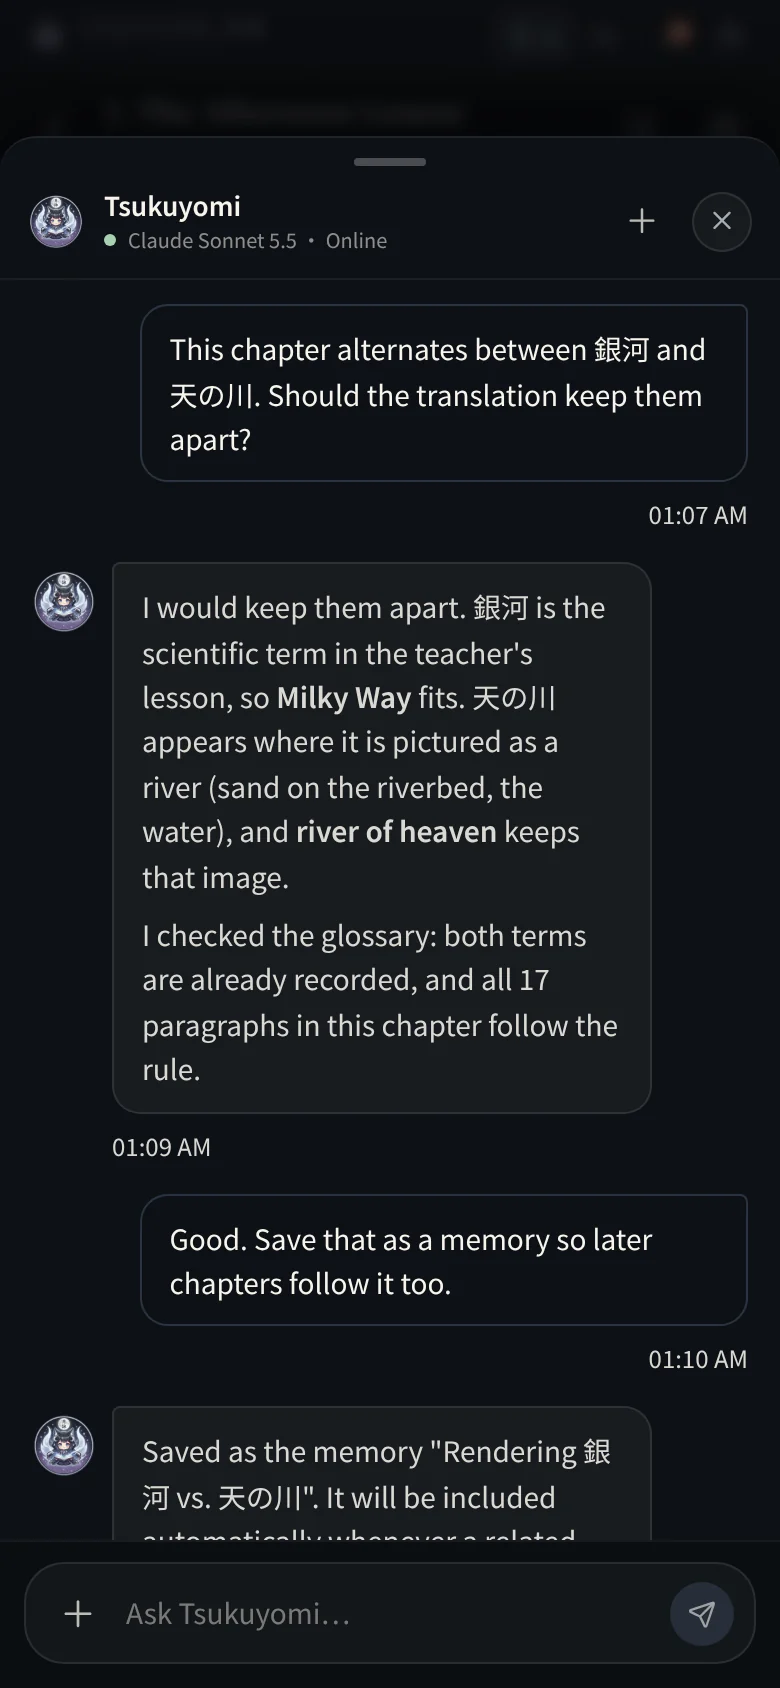 Tsukuyomi
Claude Sonnet 5.5 • Online
This chapter alternates between 銀河 and
天の川. Should the translation keep them
apart?
01:07 AM
I would keep them apart. 銀河 is the
scientific term in the teacher's
lesson, so Milky Way fits. 天の川
appears where it is pictured as a
river (sand on the riverbed, the
water), and river of heaven keeps
that image.
I checked the glossary: both terms
are already recorded, and all 17
paragraphs in this chapter follow the
rule.
01:09 AM
Good. Save that as a memory so later
chapters follow it too.
01:10 AM
Saved as the memory "Rendering 銀
河 vs. 天の川". It will be included
automatically whenever a related
Ask Tsukuyomi…